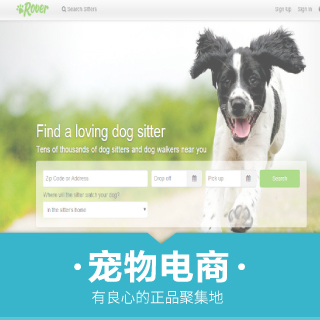 Rover
Search Sitters
Sign Up
Sign In
Find a loving dog sitter
Tens of thousands of dog sitters and dog walkers near you
Zip Code or Address
Drop off
Pick up
Search
Where will the sitter watch your dog?
In the sitter's home
·宠物电商·
有良心的正品聚集地